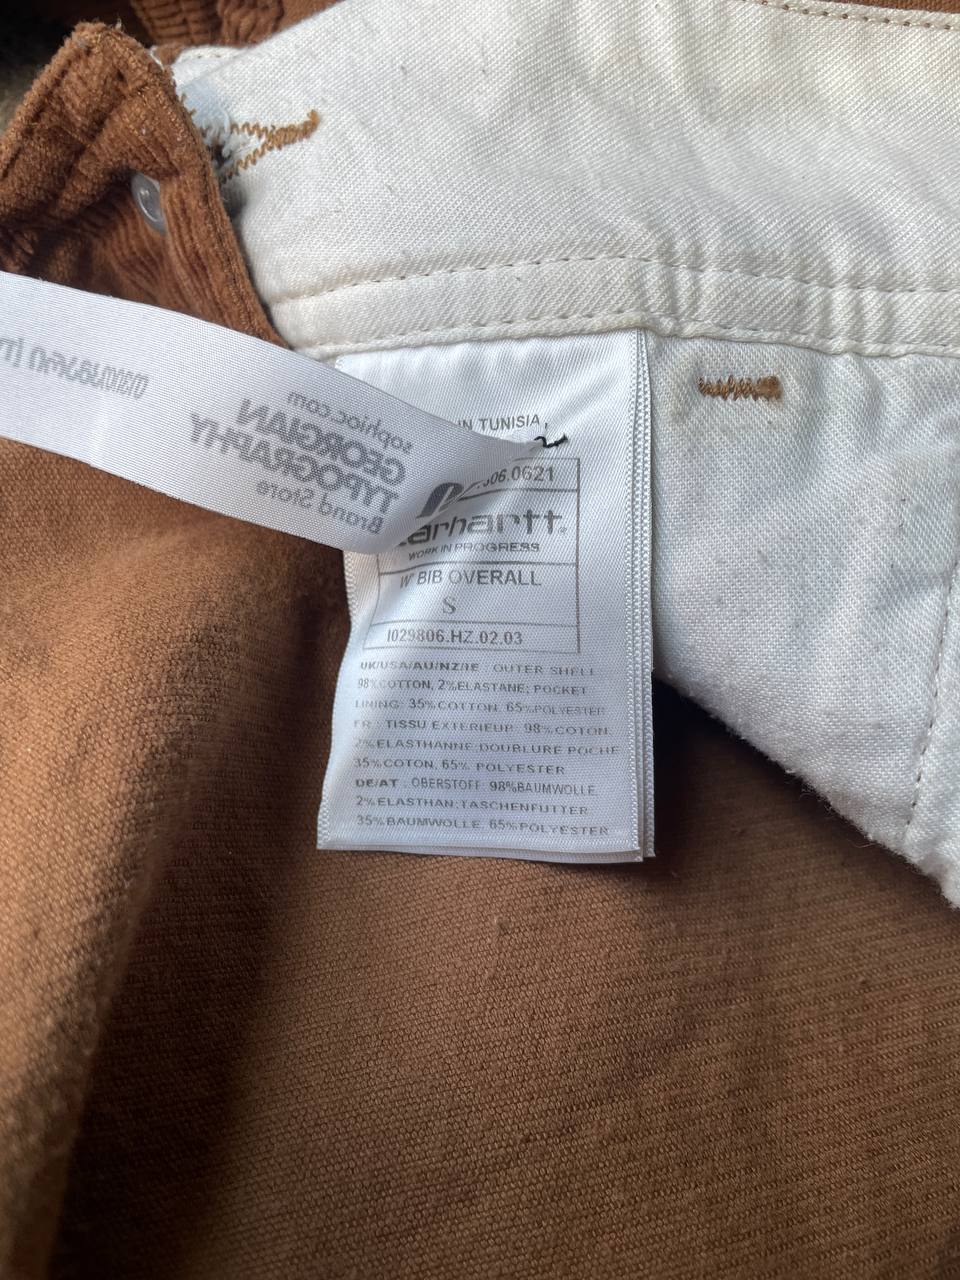 sophioc.com
GEORGIAN
TYPOGRAPHY
Brand Store
IN TUNISIA
06.0621
carhartt
WORK IN PROGRESS
W' BIB OVERALL
S
I029806.HZ.02.03
UK/USA/AU/NZ/IE : OUTER SHELL
98%COTTON, 2%ELASTANE; POCKET
LINING: 35%COTTON, 65%POLYESTER
FR : TISSU EXTERIEUR: 98%COTON,
2%ELASTHANNE;DOUBLURE POCHE
35%COTON, 65% POLYESTER
DE/AT : OBERSTOFF: 98%BAUMWOLLE,
2%ELASTHAN;TASCHENFUTTER
35%BAUMWOLLE, 65%POLYESTER